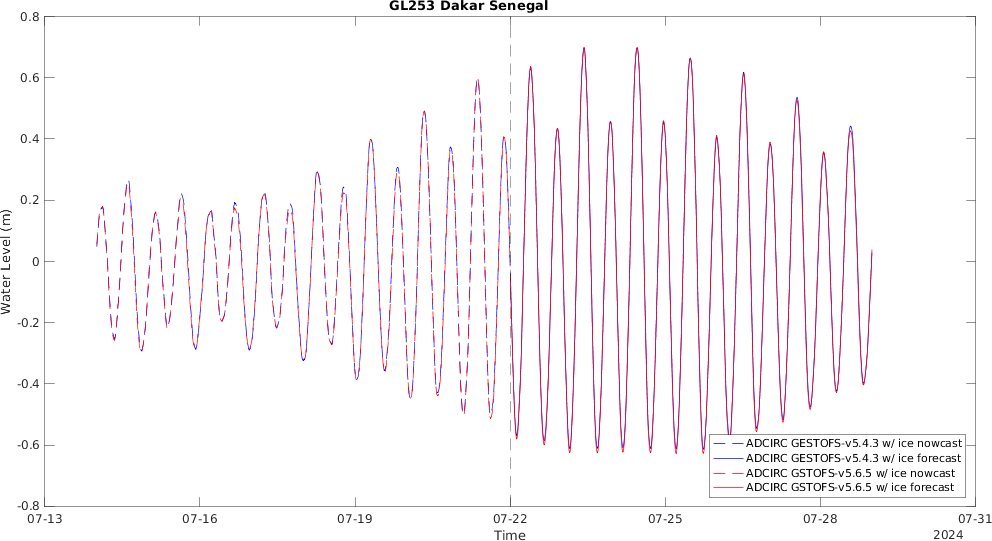 GL253 Dakar Senegal
Water Level (m)
0.8
0.6
0.4
0.2
0
-0.2
-0.4
-0.6
-0.8
ADCIRC GESTOFS-v5.4.3 w/ ice nowcast
ADCIRC GESTOFS-v5.4.3 w/ ice forecast
ADCIRC GSTOFS-v5.6.5 w/ ice nowcast
ADCIRC GSTOFS-v5.6.5 w/ ice forecast
07-13 07-16 07-19 07-22 07-25 07-28 07-31
Time
2024